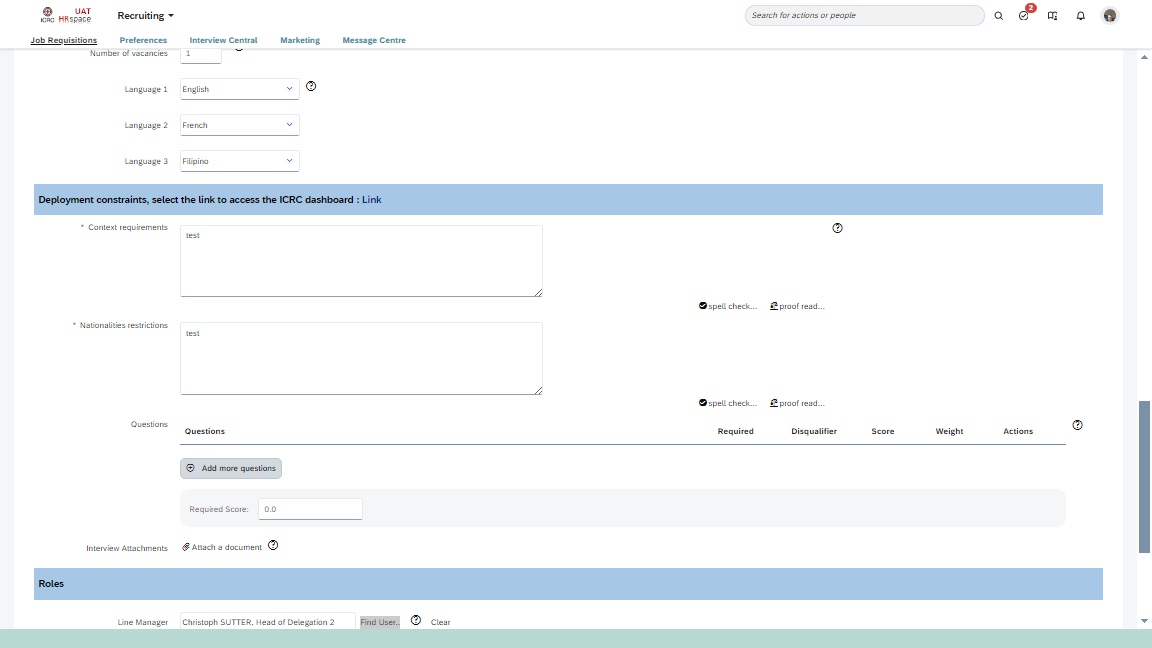 ICRC
UAT
HRspace
Recruiting
Search for actions or people
2
Job Requisitions
Preferences
Interview Central
Marketing
Message Centre
Number of vacancies
1
Language 1
English
Language 2
French
Language 3
Filipino
Deployment constraints, select the link to access the ICRC dashboard : Link
* Context requirements
test
spell check...
proof read...
* Nationalities restrictions
test
spell check...
proof read...
Questions
Questions
Required
Disqualifier
Score
Weight
Actions
Add more questions
Required Score:
0.0
Interview Attachments
Attach a document
Roles
Line Manager
Christoph SUTTER, Head of Delegation 2
Find User..
Clear